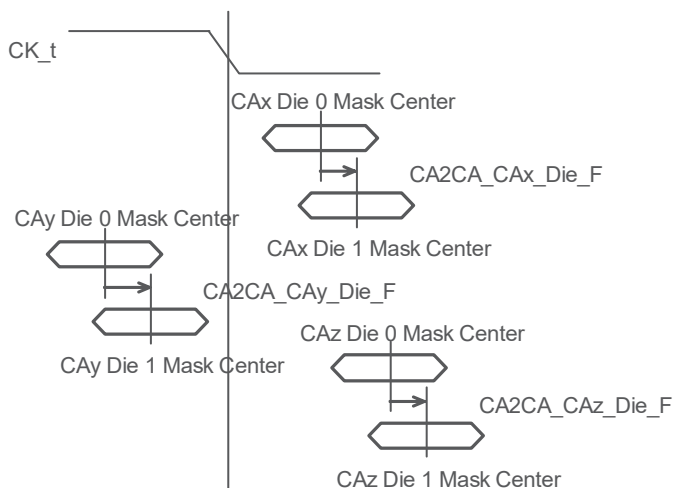 CK_t
CAx Die 0 Mask Center
CA2CA_CAx_Die_F
CAx Die 1 Mask Center
CAy Die 0 Mask Center
CA2CA_CAy_Die_F
CAy Die 1 Mask Center
CAz Die 0 Mask Center
CA2CA_CAz_Die_F
CAz Die 1 Mask Center